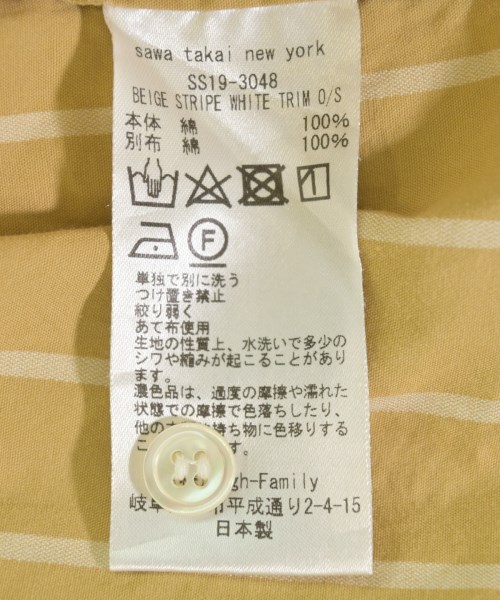 sawa takai new york
SS19-3048
BEIGE STRIPE WHITE TRIM O/S
本体 綿 100%
別布 綿 100%
F
単独で別に洗う
つけ置き禁止
絞り弱く
あて布使用
生地の性質上、水洗いで多少の
シワや縮みが起こることがあり
ます。
濃色品は、過度の摩擦や濡れた
状態での摩擦で色落ちしたり、
他の 持ち物に色移りする
こ す。
gh-Family
岐阜 市平成通り2-4-15
日本製